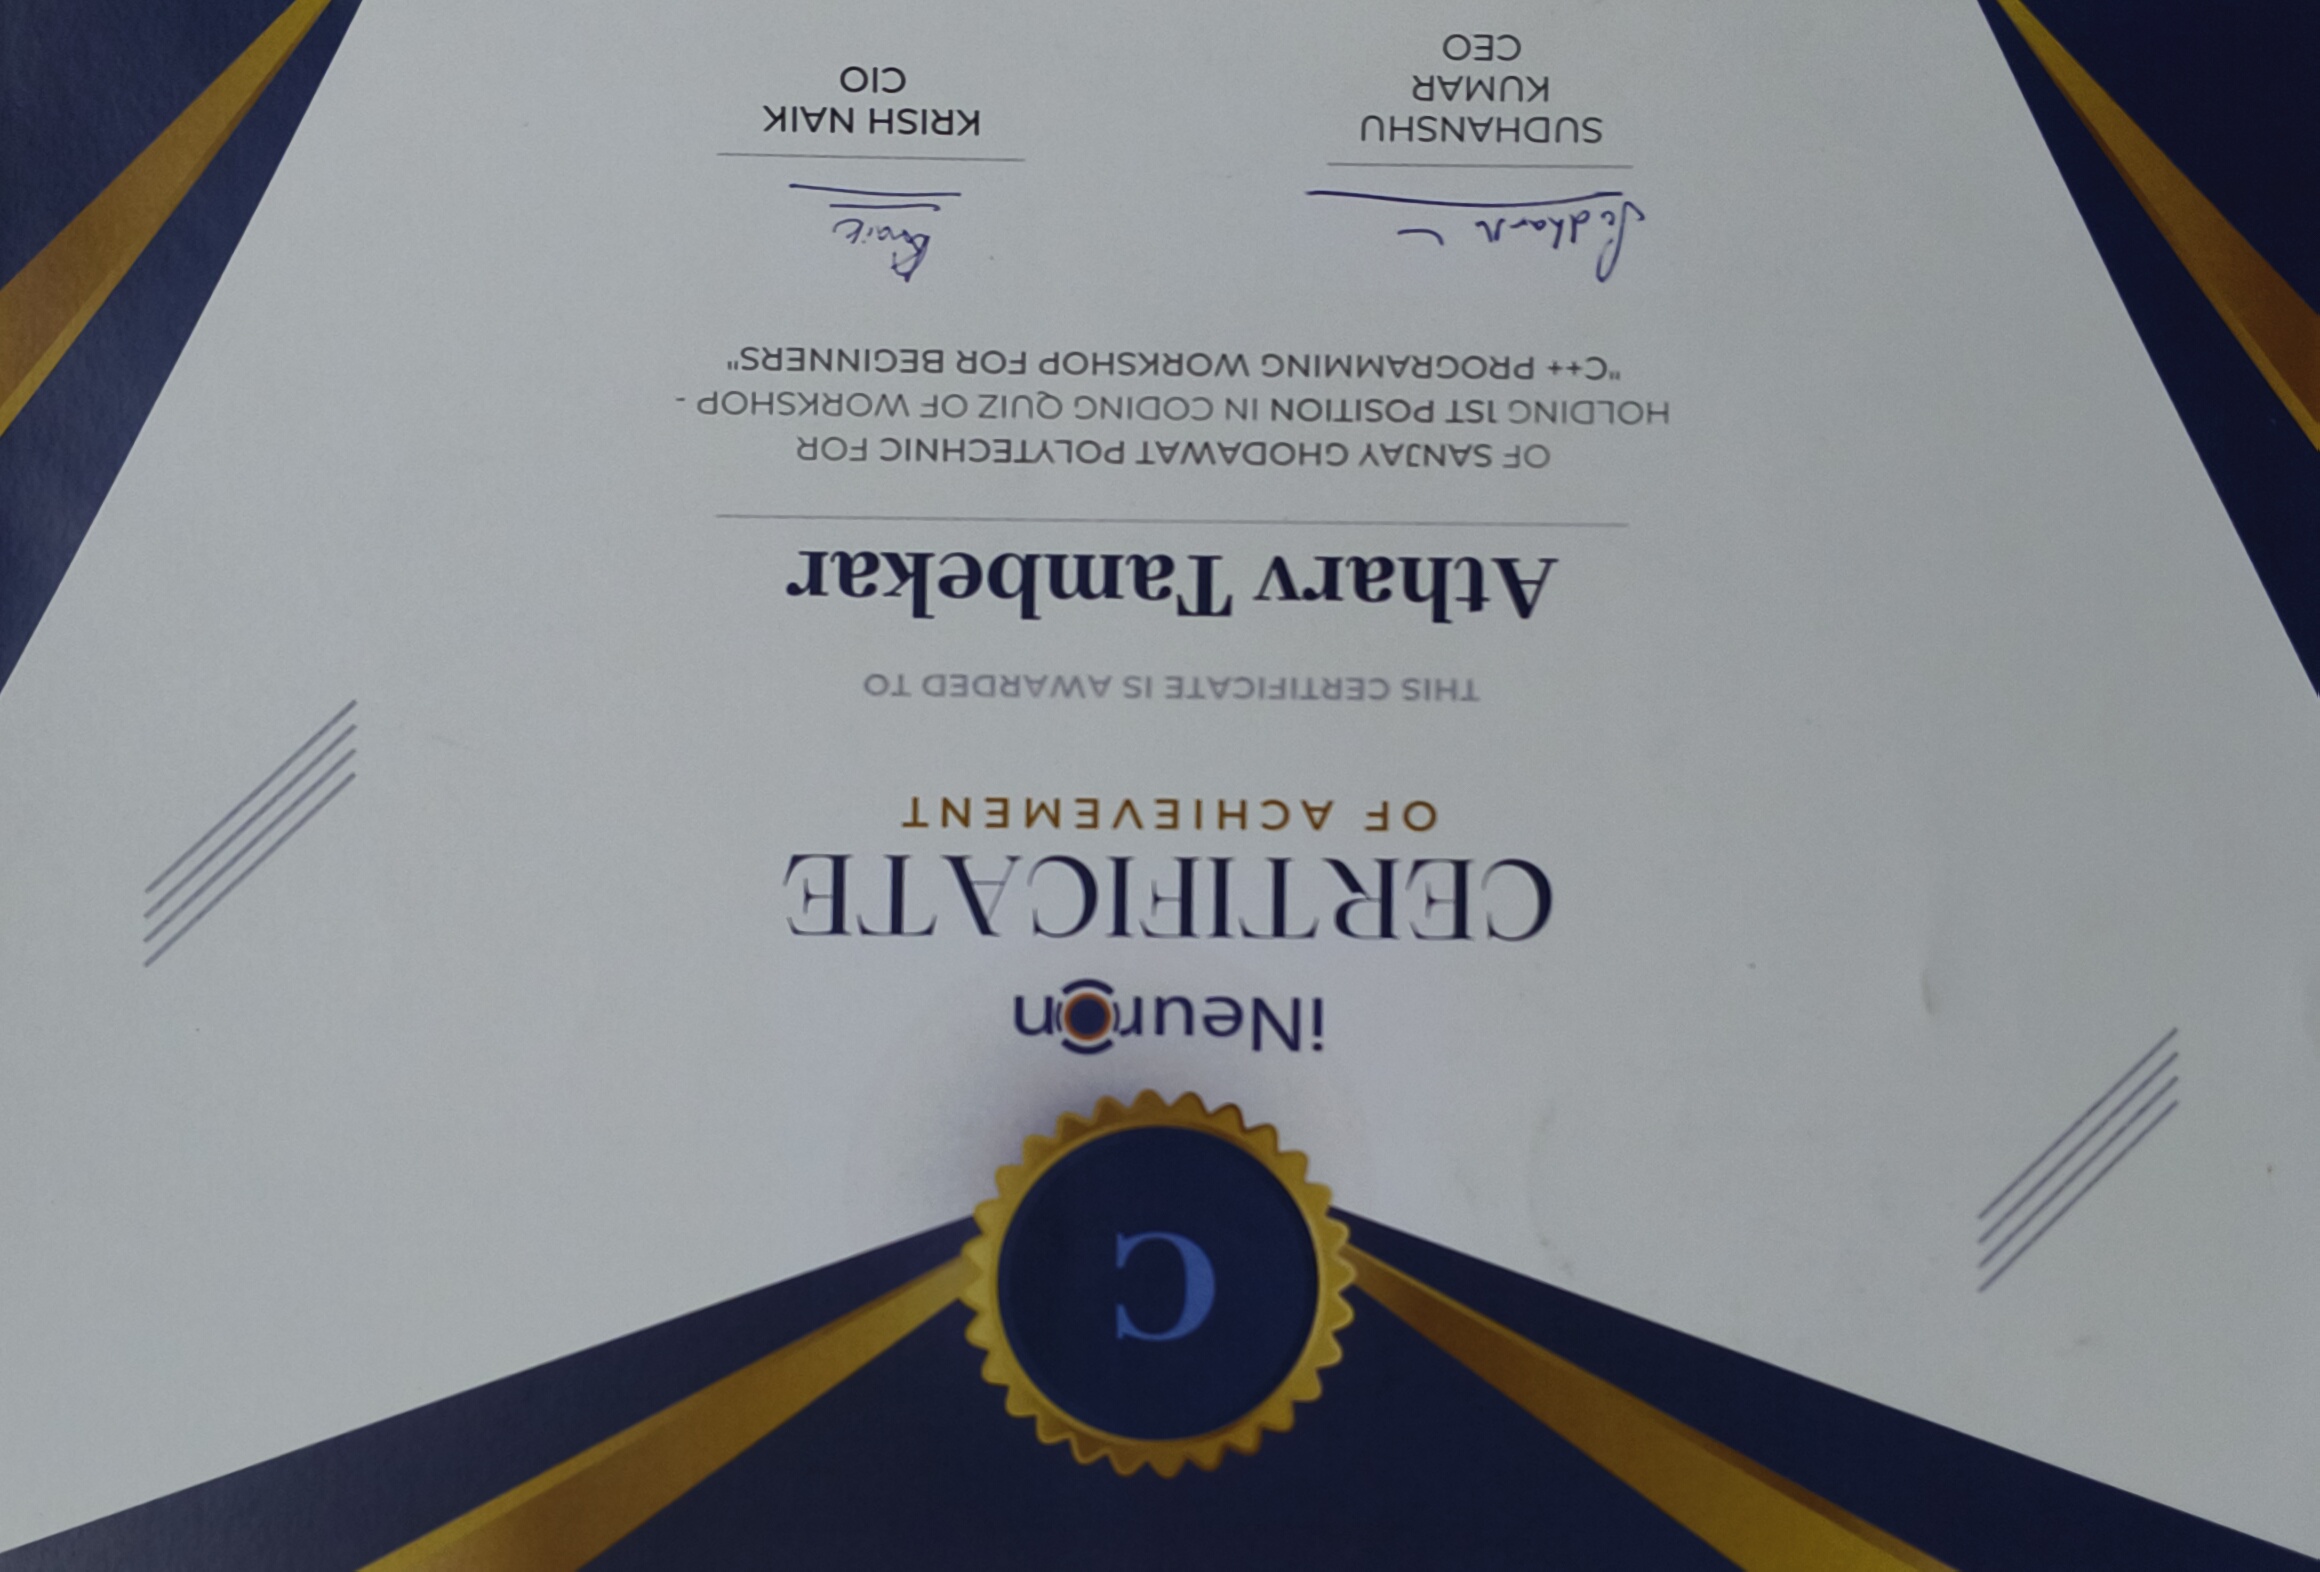 C
iNeuron
CERTIFICATE
OF ACHIEVEMENT
THIS CERTIFICATE IS AWARDED TO
Atharv Tambekar
OF SANJAY GHODAWAT POLYTECHNIC FOR
HOLDING 1ST POSITION IN CODING QUIZ OF WORKSHOP -
"C++ PROGRAMMING WORKSHOP FOR BEGINNERS"
Sudhansh
Knaik
SUDHANSHU
KUMAR
CEO
KRISH NAIK
CIO